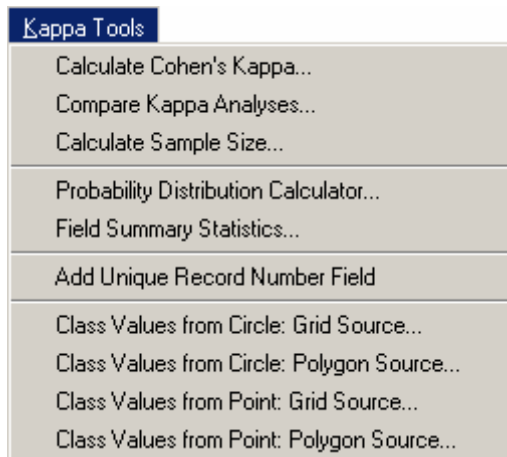 Kappa Tools
Calculate Cohen's Kappa...
Compare Kappa Analyses...
Calculate Sample Size...
Probability Distribution Calculator...
Field Summary Statistics...
Add Unique Record Number Field
Class Values from Circle: Grid Source...
Class Values from Circle: Polygon Source...
Class Values from Point: Grid Source...
Class Values from Point: Polygon Source...